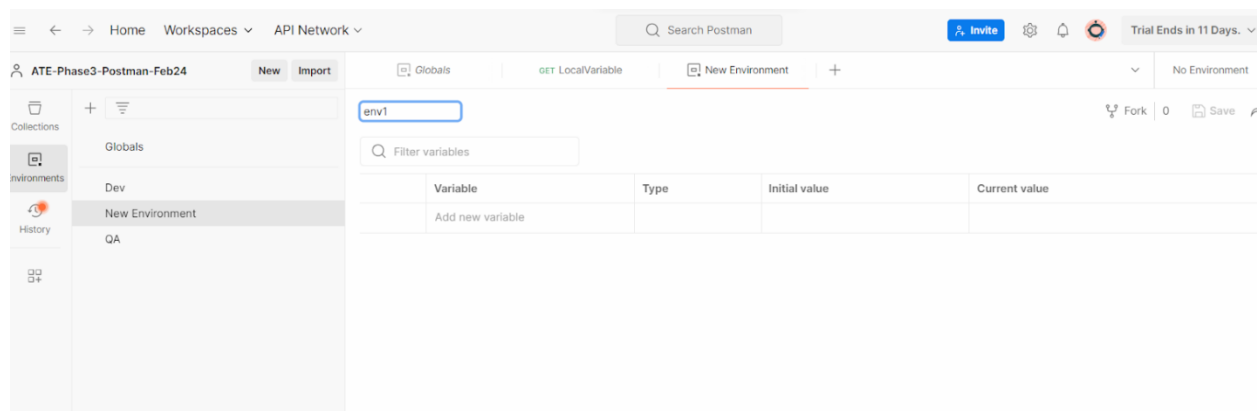 Home Workspaces API Network Search Postman Invite Trial Ends in 11 Days.
ATE-Phase3-Postman-Feb24 New Import Globals GET LocalVariable New Environment No Environment
env1 Fork 0 Save
Collections
Globals
Filter variables
nvironments
Dev
Variable Type Initial value Current value
New Environment
Add new variable
History
QA